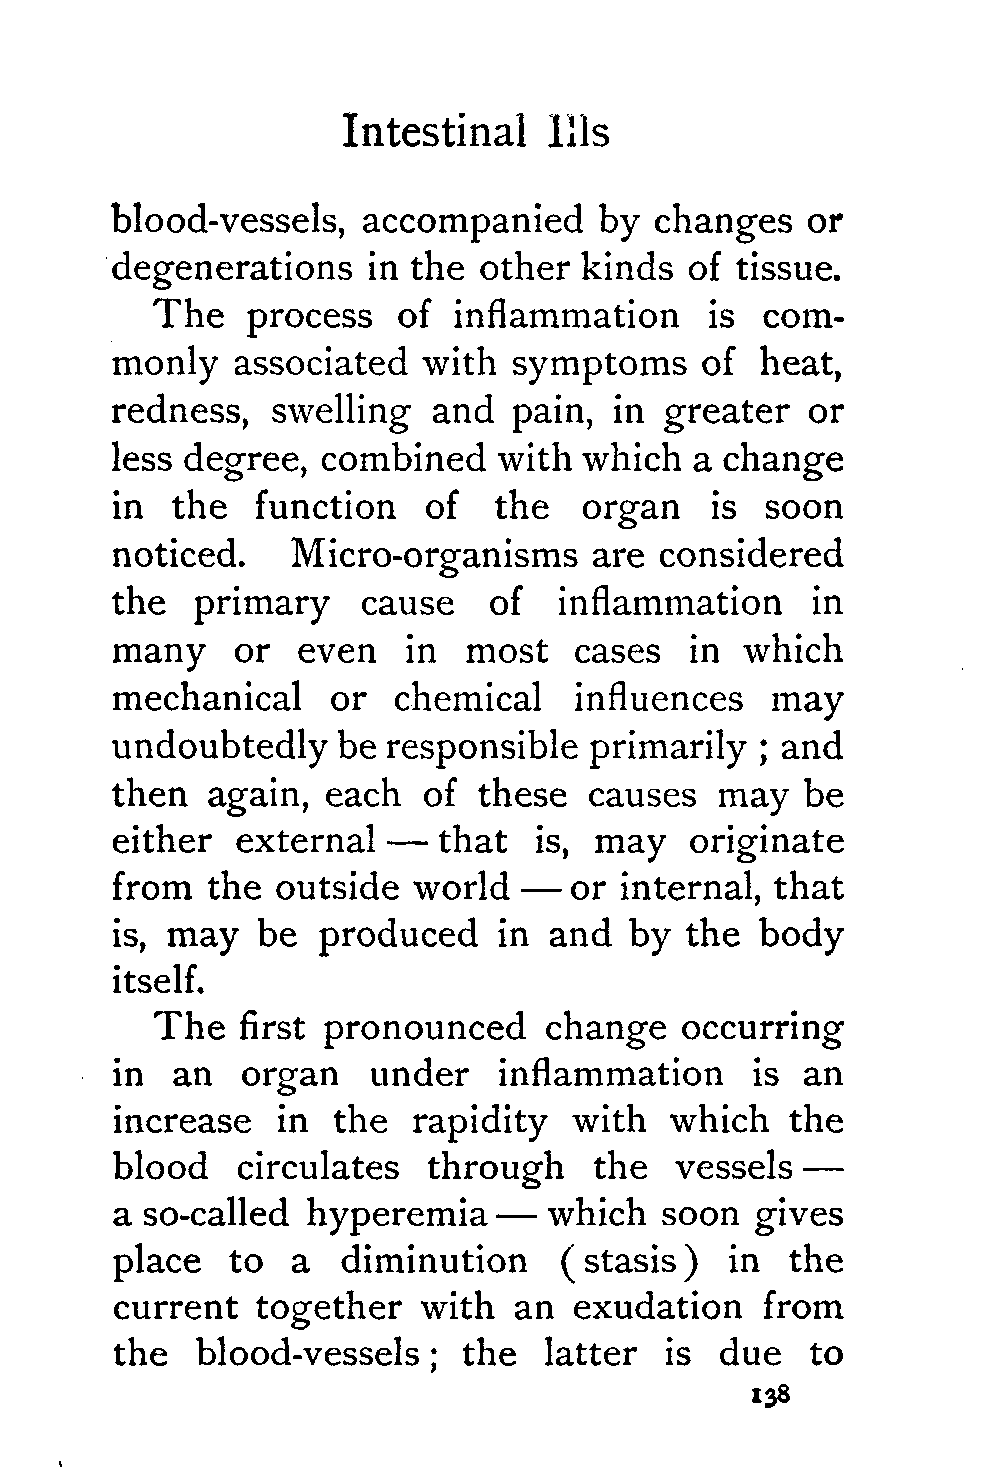 Intestinal Ills
blood-vessels, accompanied by changes or
degenerations in the other kinds of tissue.
The process of inflammation is com-
monly associated with symptoms of heat,
redness, swelling and pain, in greater or
less degree, combined with which a change
in the function of the organ is soon
noticed. Micro-organisms are considered
the primary cause of inflammation in
many or even in most cases in which
mechanical or chemical influences may
undoubtedly be responsible primarily ; and
then again, each of these causes may be
either external — that is, may originate
from the outside world — or internal, that
is, may be produced in and by the body
itself.
The first pronounced change occurring
in an organ under inflammation is an
increase in the rapidity with which the
blood circulates through the vessels —
a so-called hyperemia — which soon gives
place to a diminution ( stasis ) in the
current together with an exudation from
the blood-vessels ; the latter is due to
138